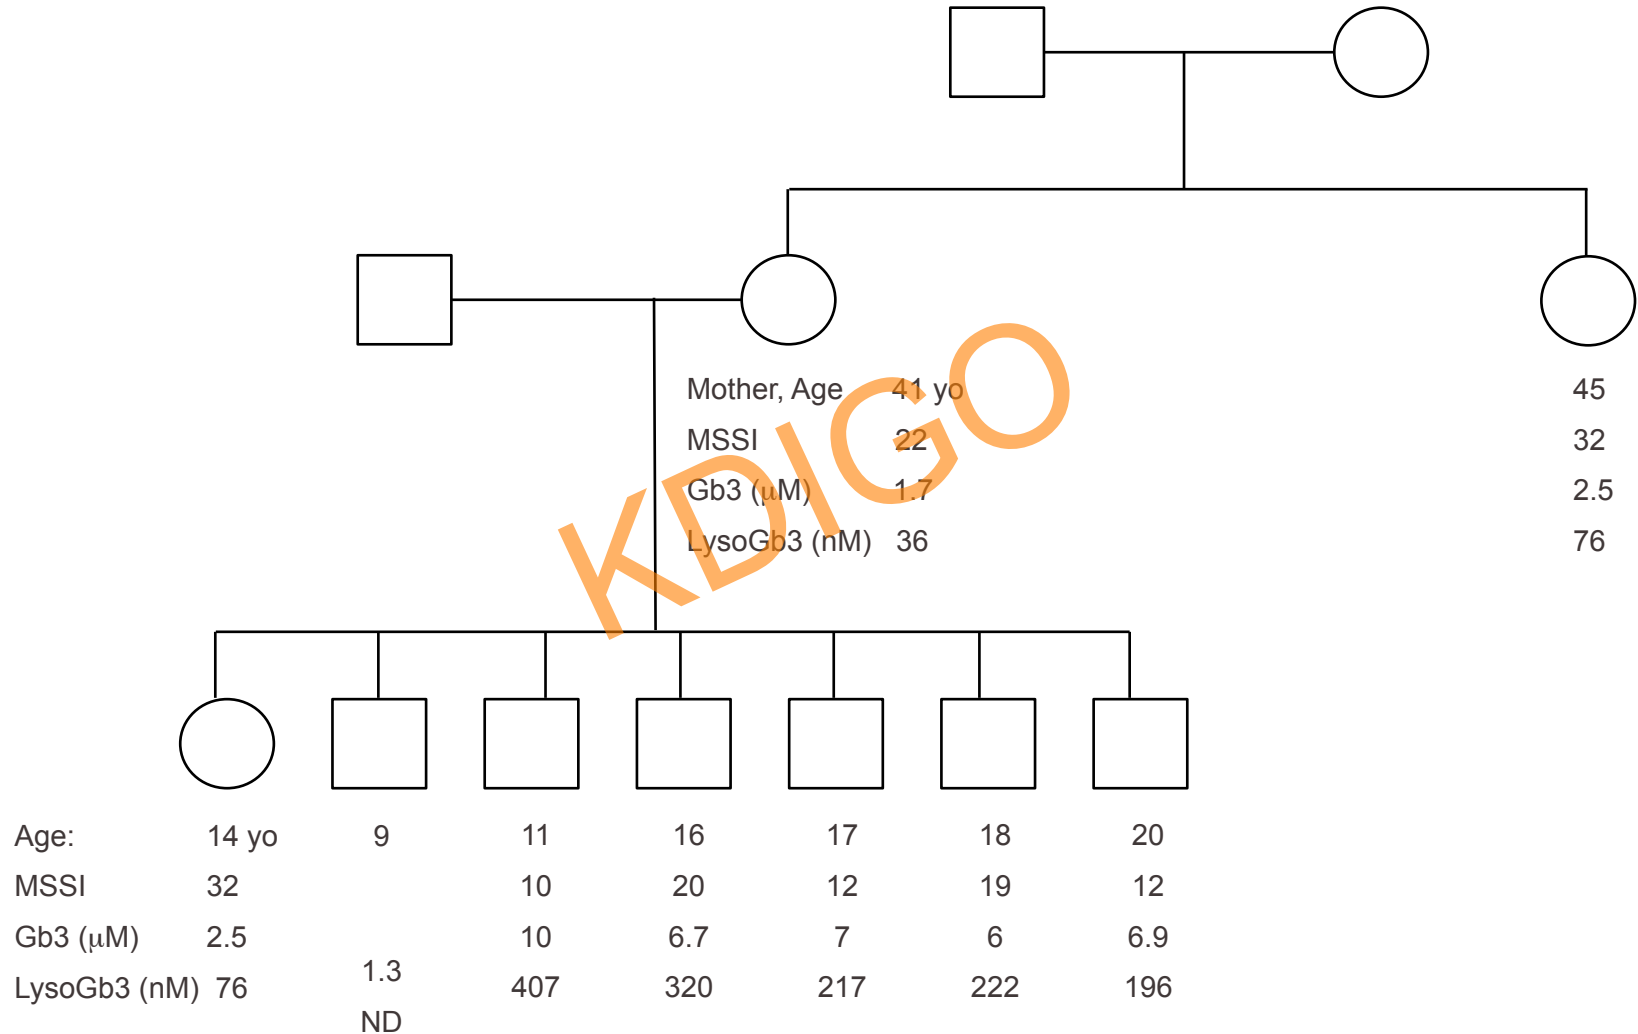 Mother, Age 41 yo 45
MSSI 22 32
Gb3 (μM) 1.7 2.5
LysoGb3 (nM) 36 76
KDIGO
Age: 14 yo 9 11 16 17 18 20
MSSI 32 10 20 12 19 12
Gb3 (μM) 2.5 10 6.7 7 6 6.9
1.3
LysoGb3 (nM) 76 407 320 217 222 196
ND